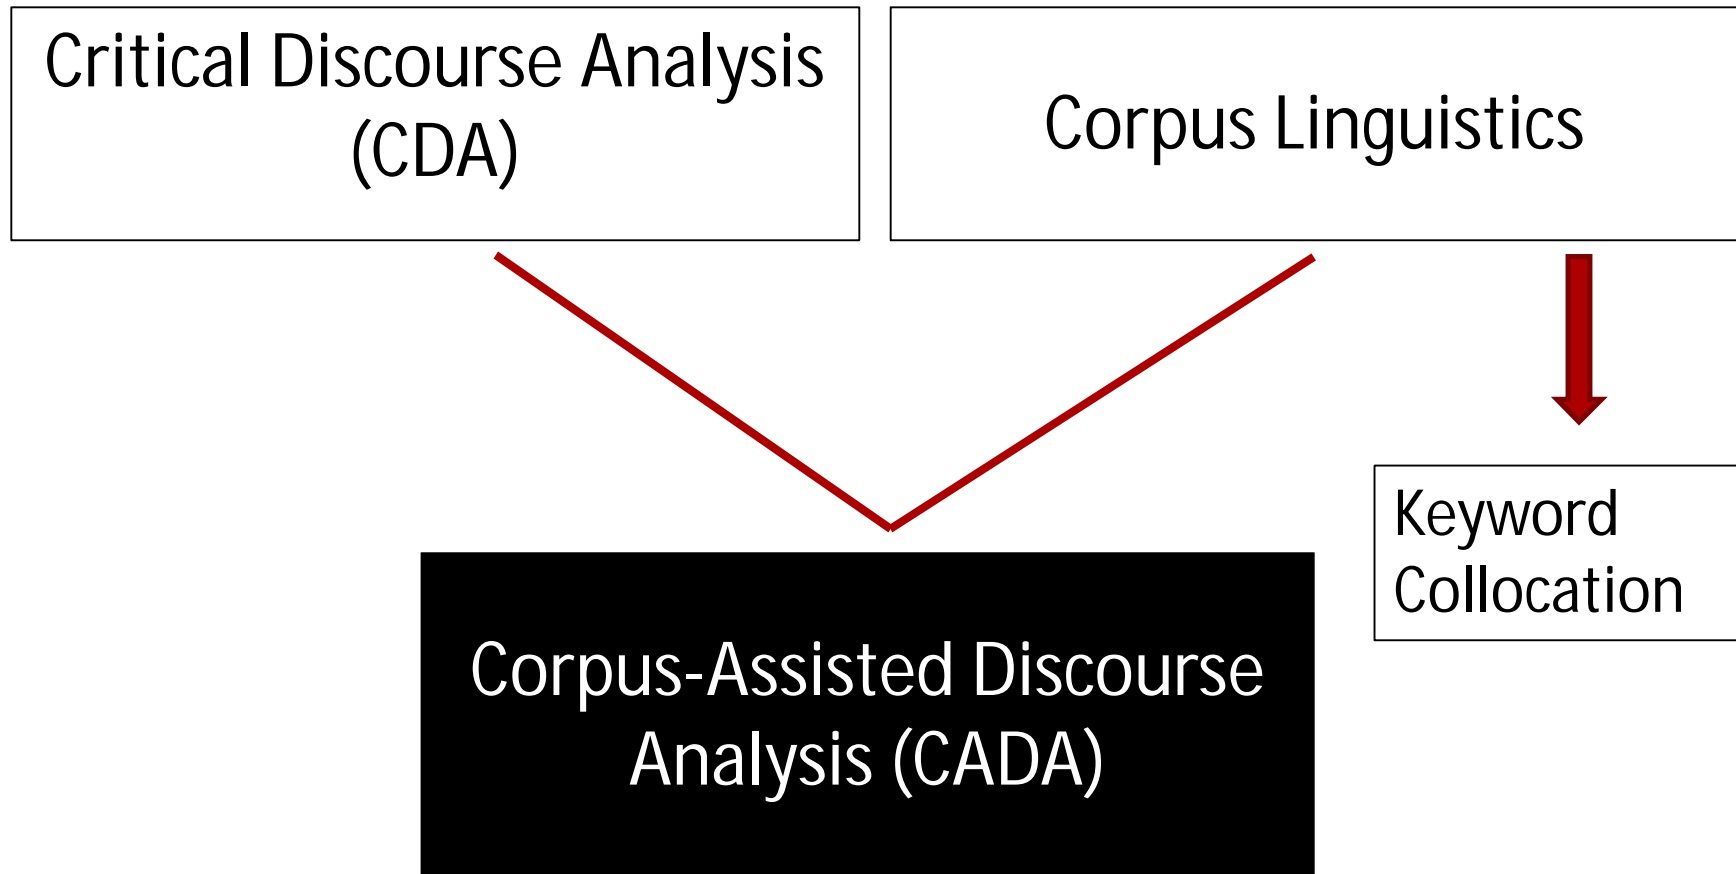 Critical Discourse Analysis
(CDA)
Corpus Linguistics
Keyword
Collocation
Corpus-Assisted Discourse
Analysis (CADA)